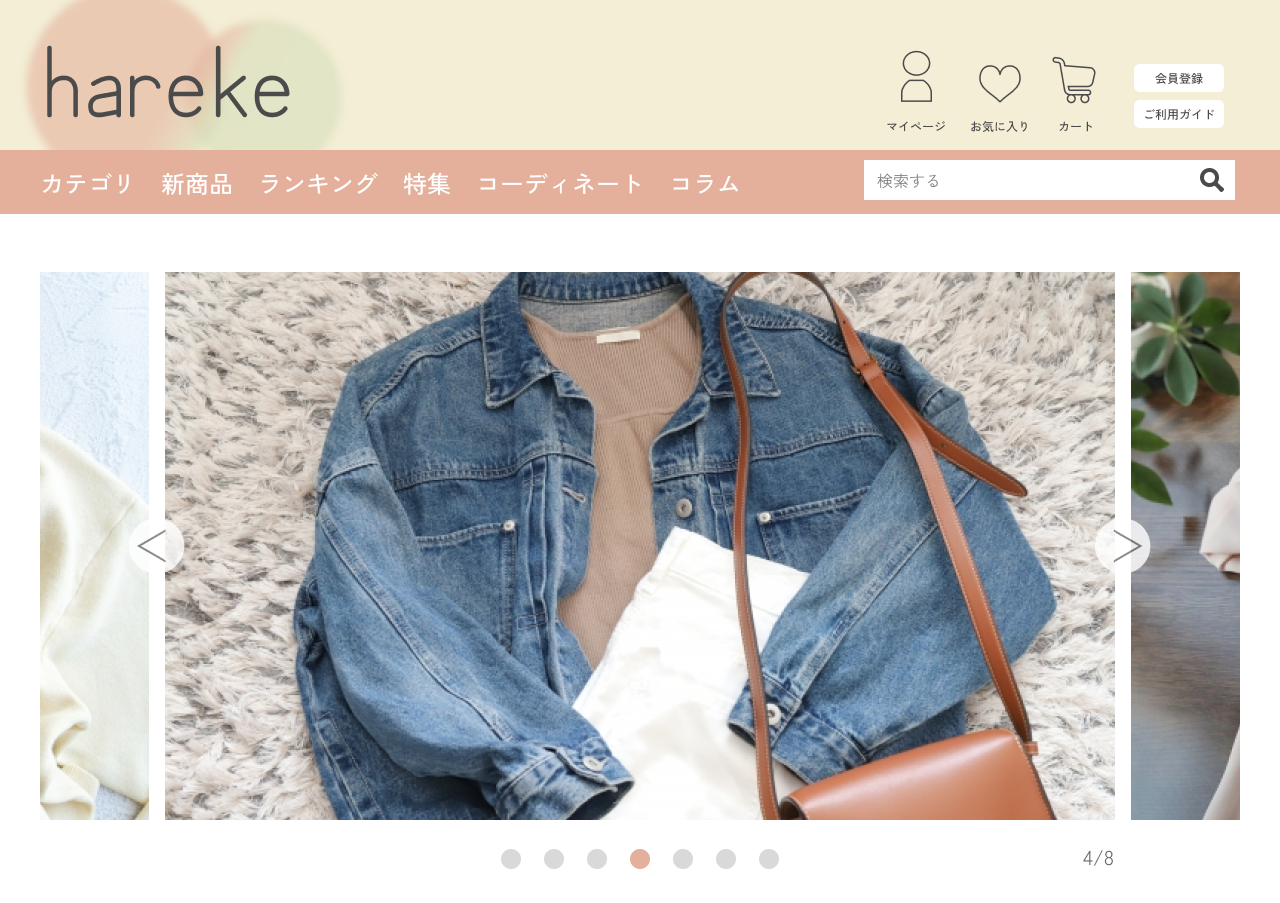 hareke
マイページ
お気に入り
カート
会員登録
ご利用ガイド
カテゴリ 新商品 ランキング 特集 コーディネート コラム
検索する
4/8